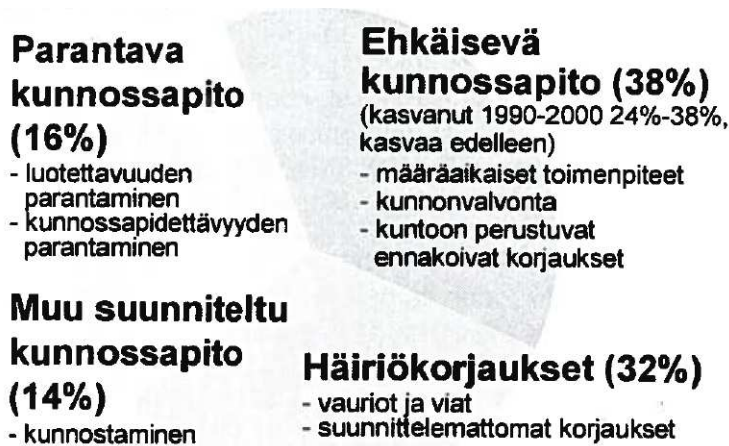 Parantava
kunnossapito
(16%)
- luotettavuuden
parantaminen
- kunnossapidettävyyden
parantaminen
Ehkäisevä
kunnossapito (38%)
(kasvanut 1990-2000 24%-38%,
kasvaa edelleen)
- määräaikaiset toimenpiteet
- kunnonvalvonta
- kuntoon perustuvat
ennakoivat korjaukset
Muu suunniteltu
kunnossapito
(14%)
- kunnostaminen
Häiriökorjaukset (32%)
- vauriot ja viat
- suunnittelemattomat korjaukset